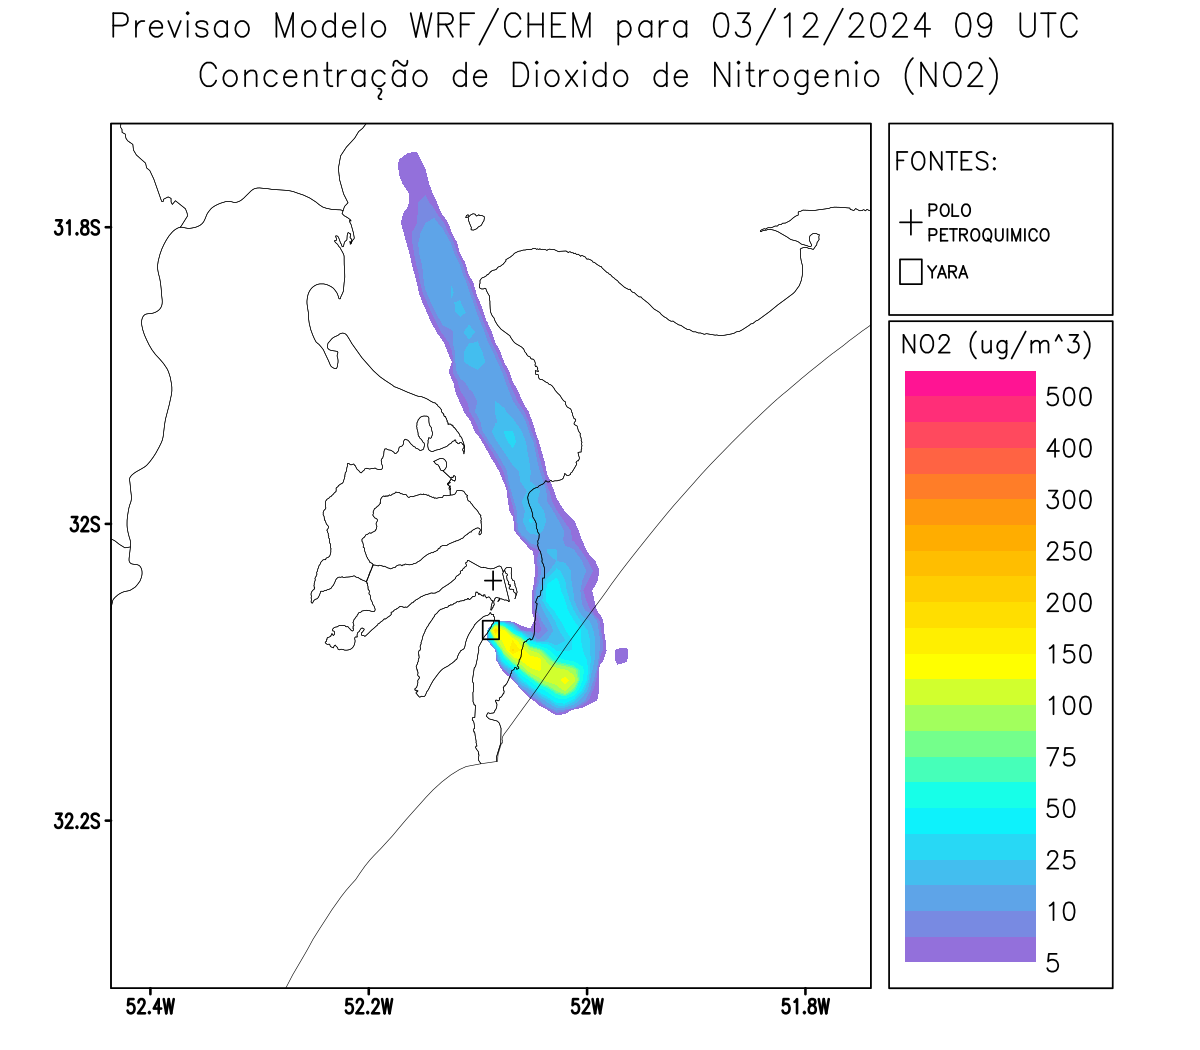 Previsao Modelo WRF/CHEM para 03/12/2024 09 UTC
Concentração de Dioxido de Nitrogenio (NO2)
FONTES:
POLO
PETROQUIMICO
YARA
NO2 (ug/m^3)
500
400
300
250
200
150
100
75
50
25
10
5
31.8S
32S
32.2S
52.4W
52.2W
52W
51.8W